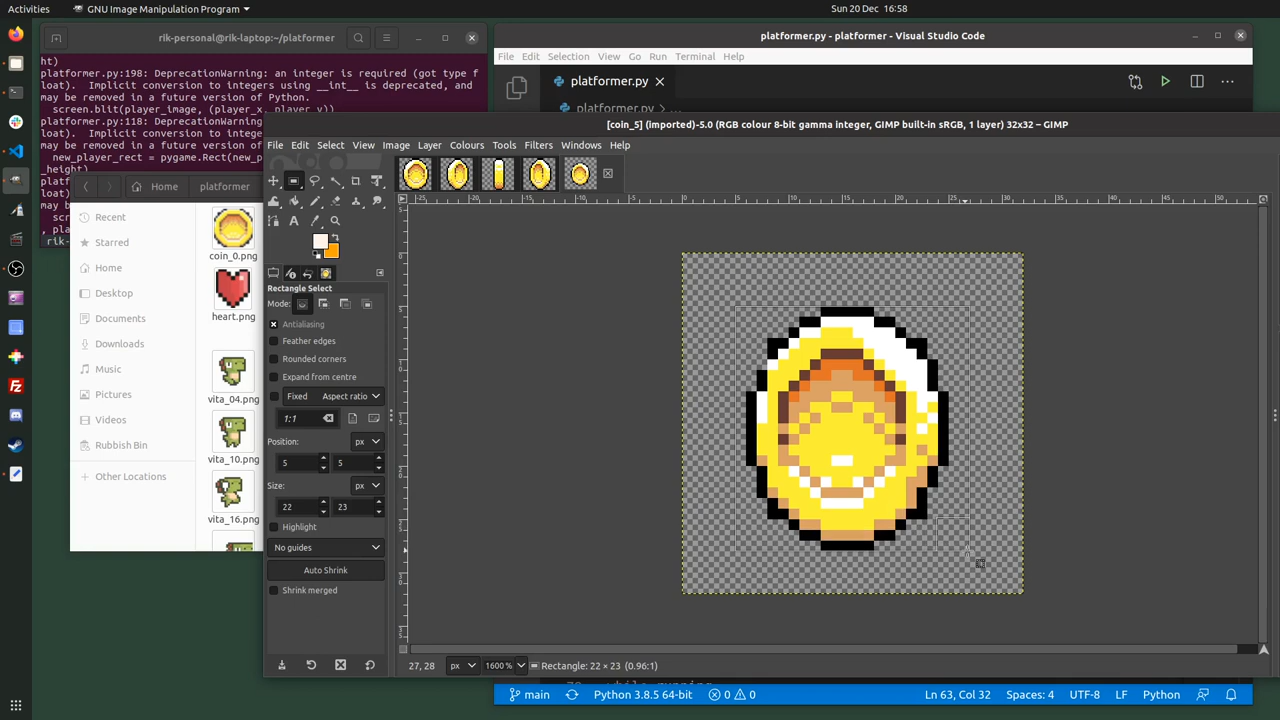 Activities
GNU Image Manipulation Program
Sun 20 Dec 16:58
rik-personal@rik-laptop:~/platformer
ht)
platformer.py:198: DeprecationWarning: an integer is required (got type f
loat).  Implicit conversion to integers using __int__ is deprecated, and
may be removed in a future version of Python.
  screen.blit(player_image, (player_x, player_y))
platformer.py:118: Deprecation
loat).  Implicit conversion to
may be removed in a future ver
  new_player_rect = pygame.Rect(new_p
_height)
platf
loat)
may b
  scr
, pla
rik-
platformer.py - platformer - Visual Studio Code
File Edit Selection View Go Run Terminal Help
platformer.py
platformer.py ...
Home platformer
Recent
Starred
Home
Desktop
Documents
Downloads
Music
Pictures
Videos
Rubbish Bin
Other Locations
coin_0.png
heart.png
vita_04.png
vita_10.png
vita_16.png
[coin_5] (imported)-5.0 (RGB colour 8-bit gamma integer, GIMP built-in sRGB, 1 layer) 32x32 – GIMP
File Edit Select View Image Layer Colours Tools Filters Windows Help
Rectangle Select
Mode:
Antialiasing
Feather edges
Rounded corners
Expand from centre
Fixed Aspect ratio
1:1
Position: px
5 5
Size: px
22 23
Highlight
No guides
Auto Shrink
Shrink merged
27, 28 px 1600% Rectangle: 22 × 23 (0.96:1)
main Python 3.8.5 64-bit 0 0 Ln 63, Col 32 Spaces: 4 UTF-8 LF Python